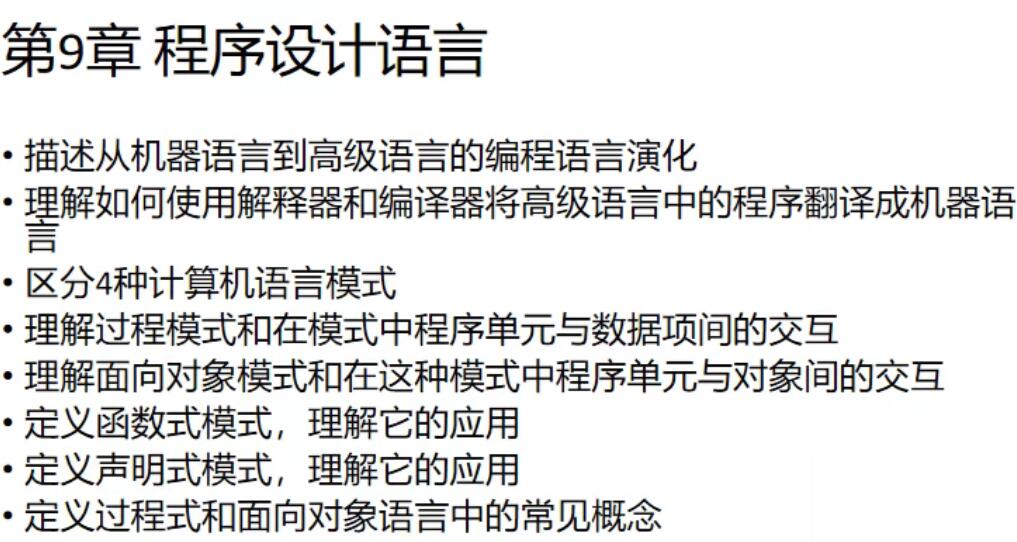 第9章 程序设计语言
• 描述从机器语言到高级语言的编程语言演化
• 理解如何使用解释器和编译器将高级语言中的程序翻译成机器语
言
• 区分4种计算机语言模式
• 理解过程模式和在模式中程序单元与数据项间的交互
• 理解面向对象模式和在这种模式中程序单元与对象间的交互
• 定义函数式模式，理解它的应用
• 定义声明式模式，理解它的应用
• 定义过程式和面向对象语言中的常见概念